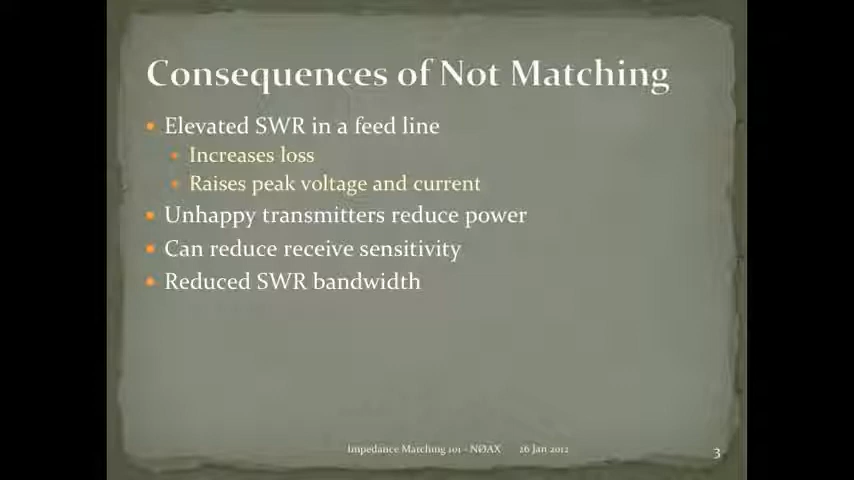 Consequences of Not Matching
Elevated SWR in a feed line
Increases loss
Raises peak voltage and current
Unhappy transmitters reduce power
Can reduce receive sensitivity
Reduced SWR bandwidth
Impedance Matching 101 - NØAX 26 Jan 2012 3